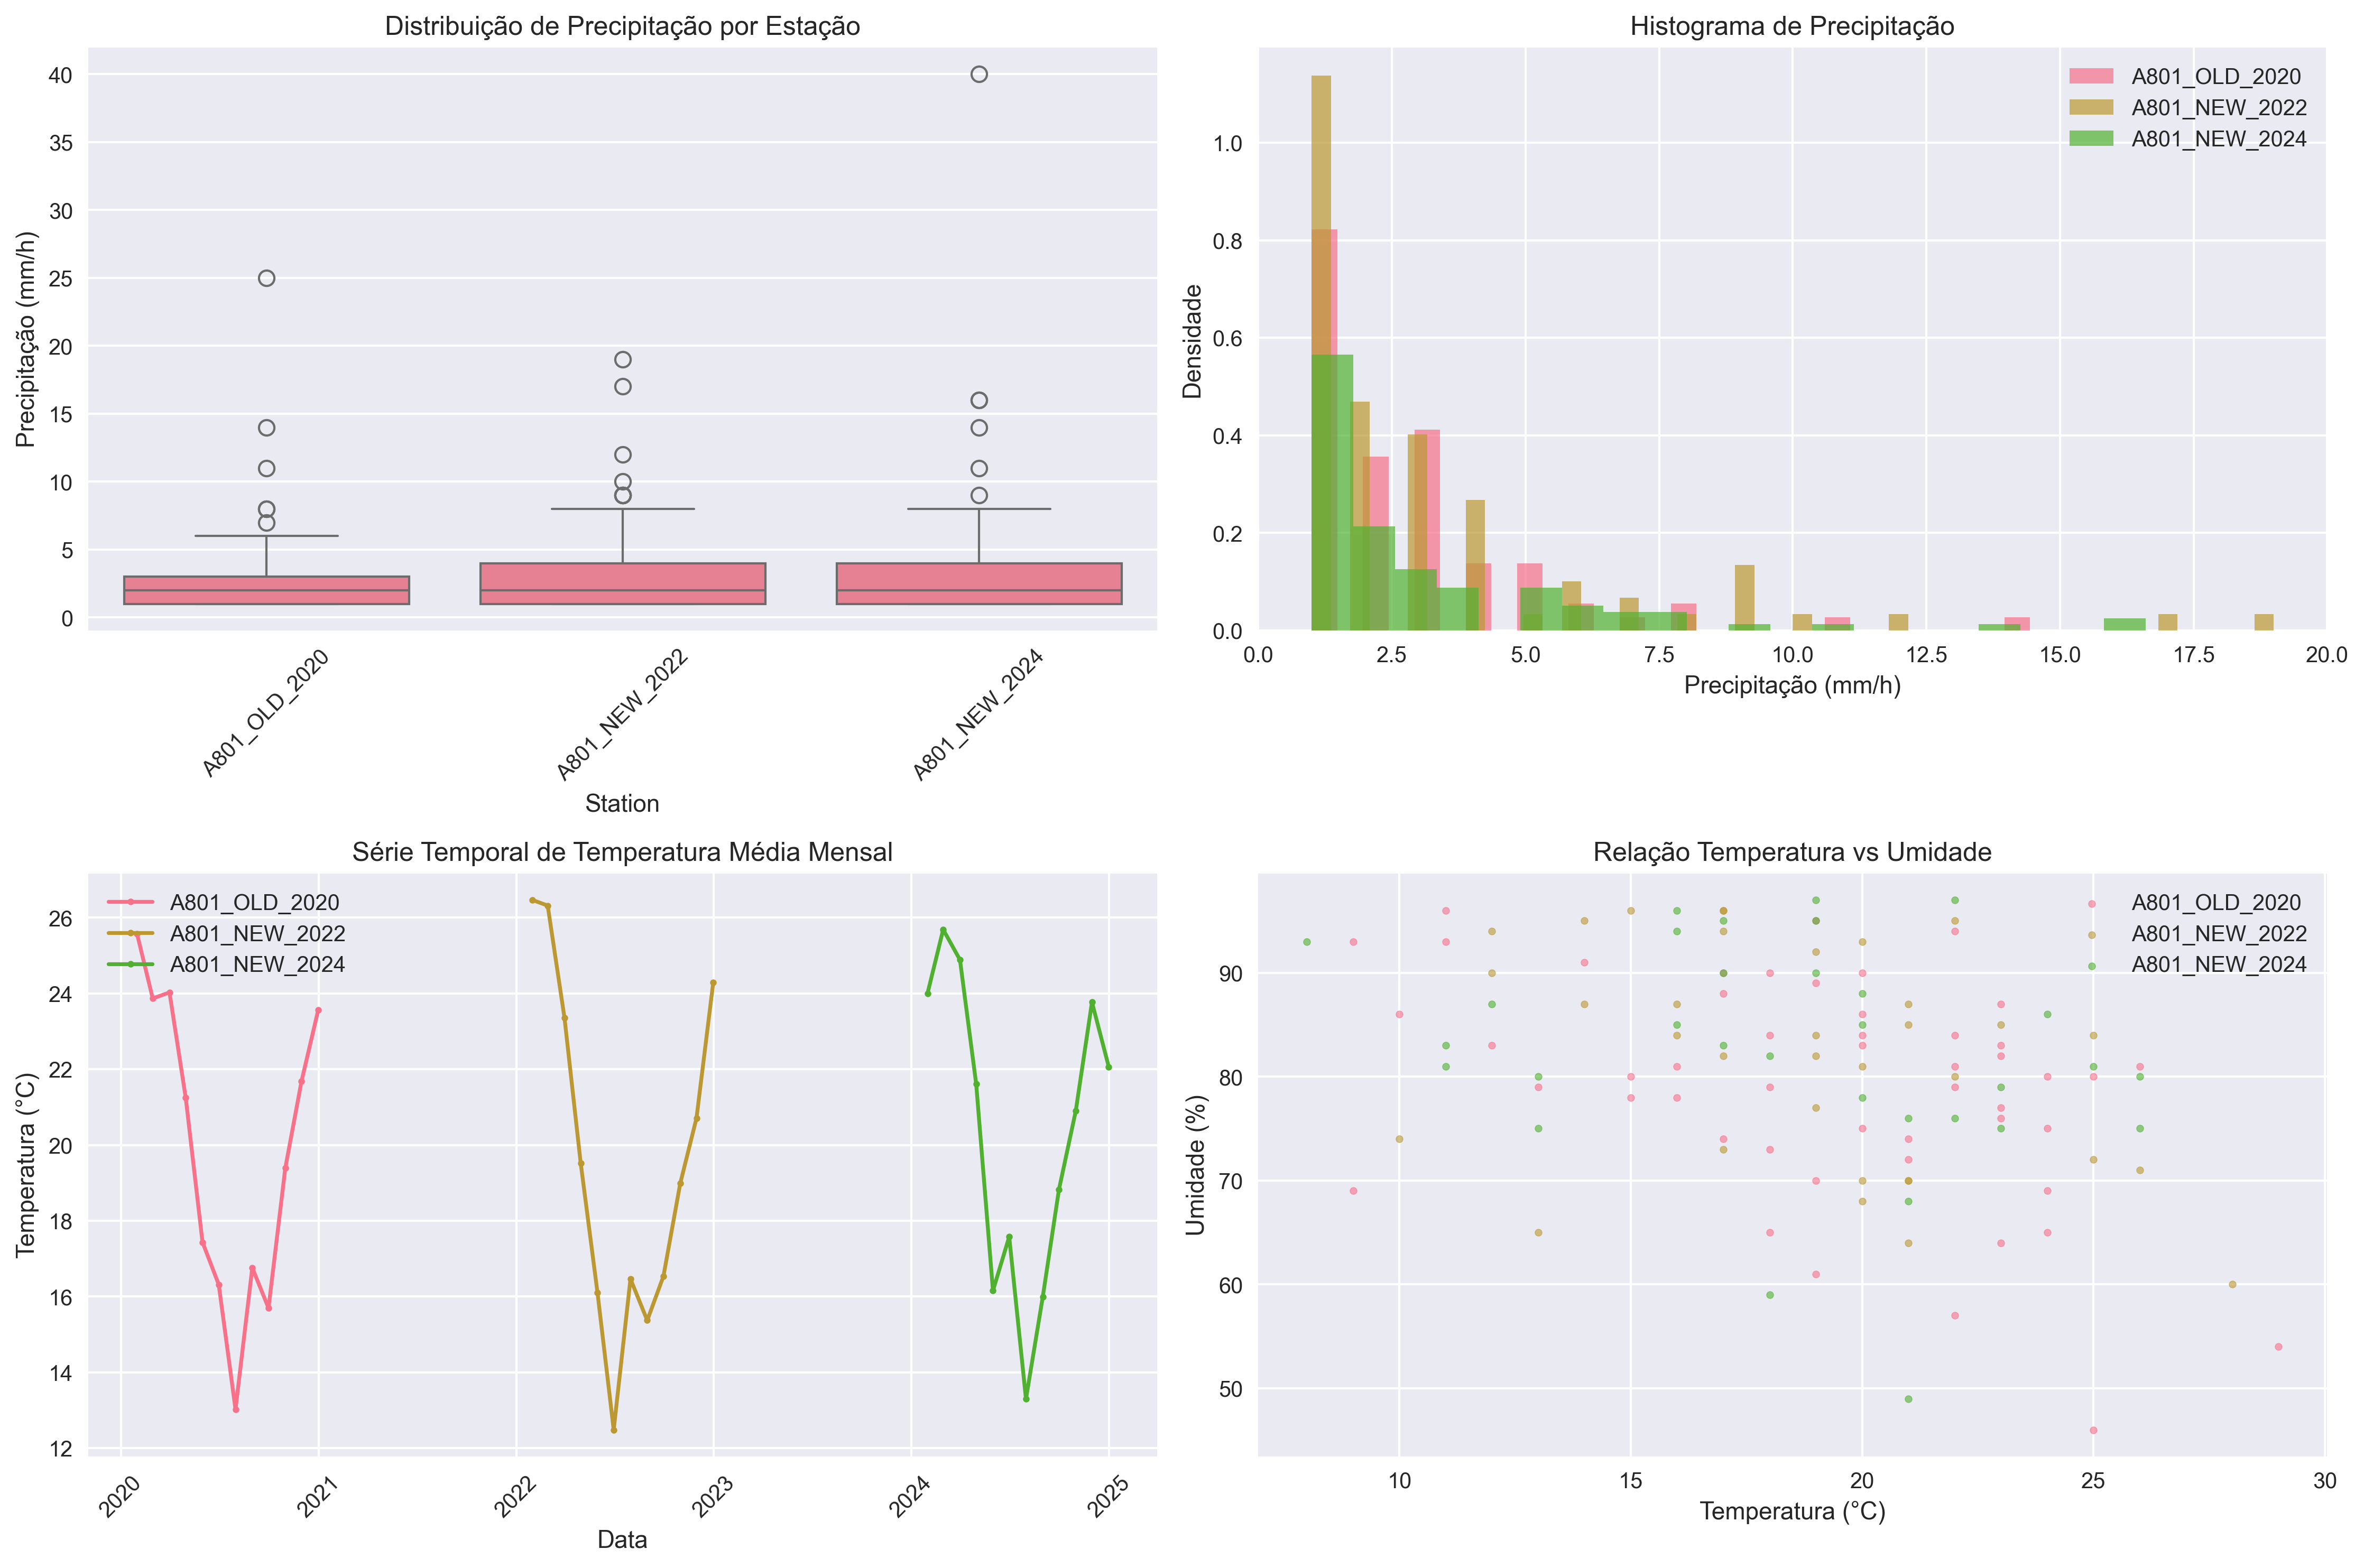 Distribuição de Precipitação por Estação
Precipitação (mm/h)
40
35
30
25
20
15
10
5
0
A801_OLD_2020
A801_NEW_2022
A801_NEW_2024
Station
Histograma de Precipitação
A801_OLD_2020
A801_NEW_2022
A801_NEW_2024
Densidade
1.0
0.8
0.6
0.4
0.2
0.0
0.0 2.5 5.0 7.5 10.0 12.5 15.0 17.5 20.0
Precipitação (mm/h)
Série Temporal de Temperatura Média Mensal
A801_OLD_2020
A801_NEW_2022
A801_NEW_2024
Temperatura (°C)
26
24
22
20
18
16
14
12
2020 2021 2022 2023 2024 2025
Data
Relação Temperatura vs Umidade
A801_OLD_2020
A801_NEW_2022
A801_NEW_2024
Umidade (%)
90
80
70
60
50
10 15 20 25 30
Temperatura (°C)